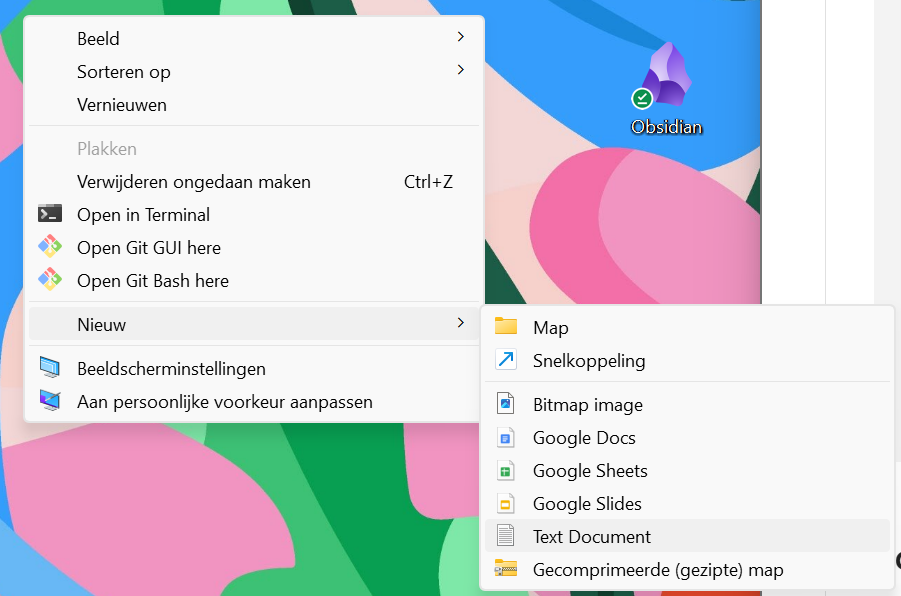 Beeld
Sorteren op
Vernieuwen
Plakken
Verwijderen ongedaan maken Ctrl+Z
Open in Terminal
Open Git GUI here
Open Git Bash here
Nieuw
Beeldscherminstellingen
Aan persoonlijke voorkeur aanpassen
Obsidian
Map
Snelkoppeling
Bitmap image
Google Docs
Google Sheets
Google Slides
Text Document
Gecomprimeerde (gezipte) map